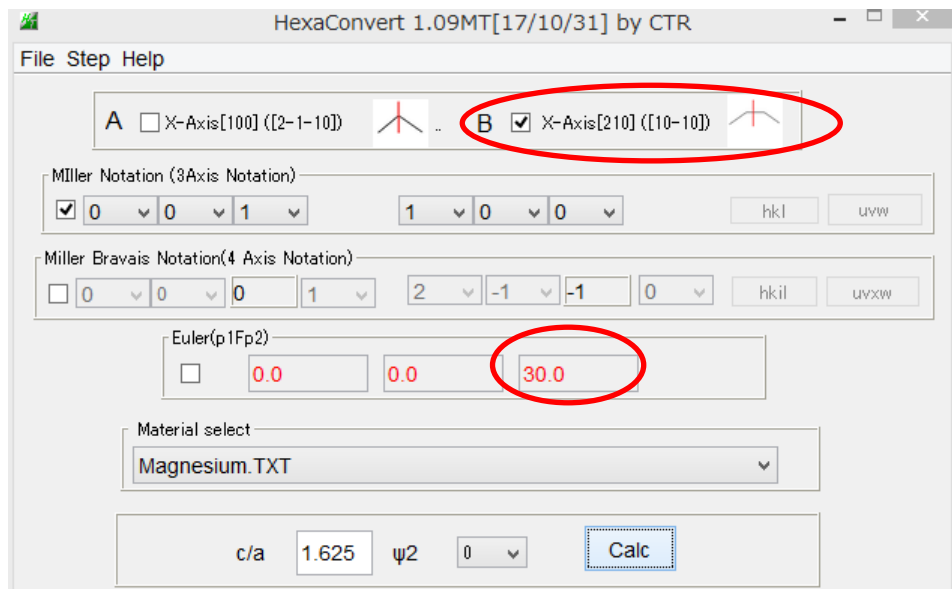 HexaConvert 1.09MT[17/10/31] by CTR
File Step Help
A X-Axis[100] ([2-1-10]) .. B X-Axis[210] ([10-10])
MIller Notation (3Axis Notation)
0 0 1 1 0 0 hkl uvw
Miller Bravais Notation(4 Axis Notation)
0 0 0 1 2 -1 -1 0 hkil uvxw
Euler(p1Fp2)
0.0 0.0 30.0
Material select
Magnesium.TXT
c/a 1.625 ψ2 0 Calc